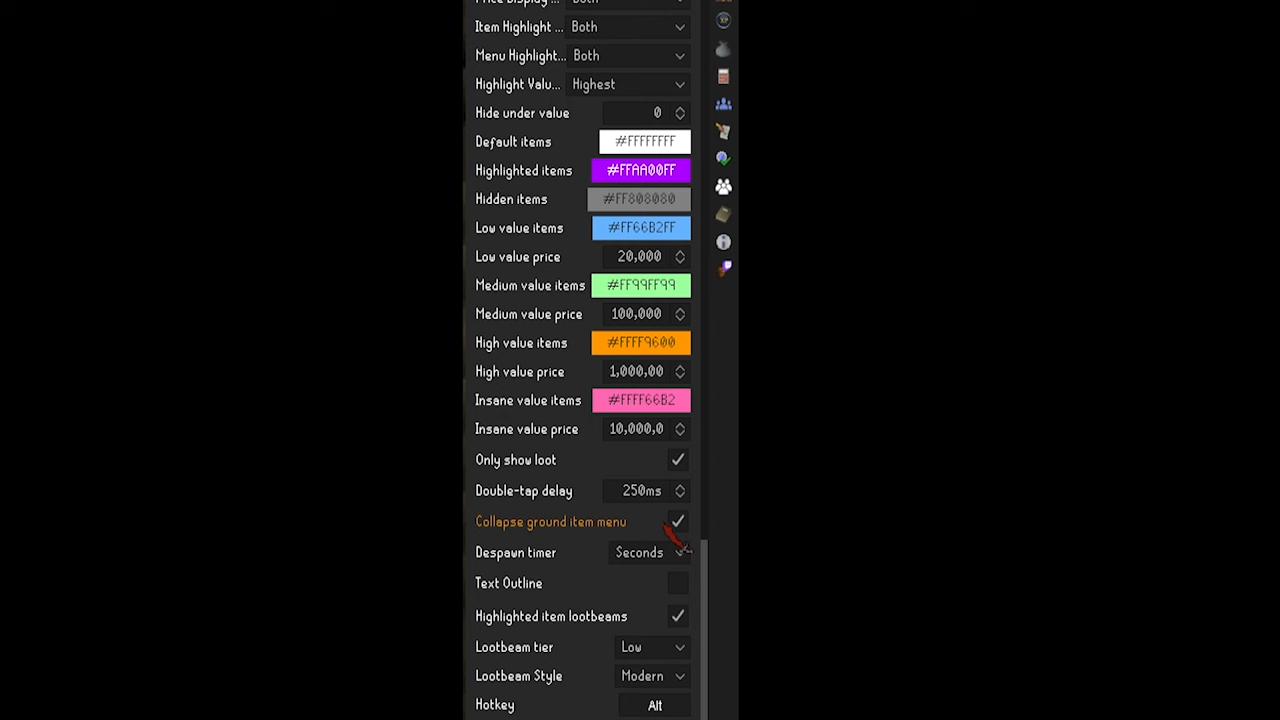 Price Display ... Both
Item Highlight ... Both
Menu Highlight... Both
Highlight Valu... Highest
Hide under value 0
Default items #FFFFFFFF
Highlighted items #FFAA00FF
Hidden items #FF808080
Low value items #FF66B2FF
Low value price 20,000
Medium value items #FF99FF99
Medium value price 100,000
High value items #FFFF9600
High value price 1,000,00
Insane value items #FFFF66B2
Insane value price 10,000,0
Only show loot
Double-tap delay 250ms
Collapse ground item menu
Despawn timer Seconds
Text Outline
Highlighted item lootbeams
Lootbeam tier Low
Lootbeam Style Modern
Hotkey Alt